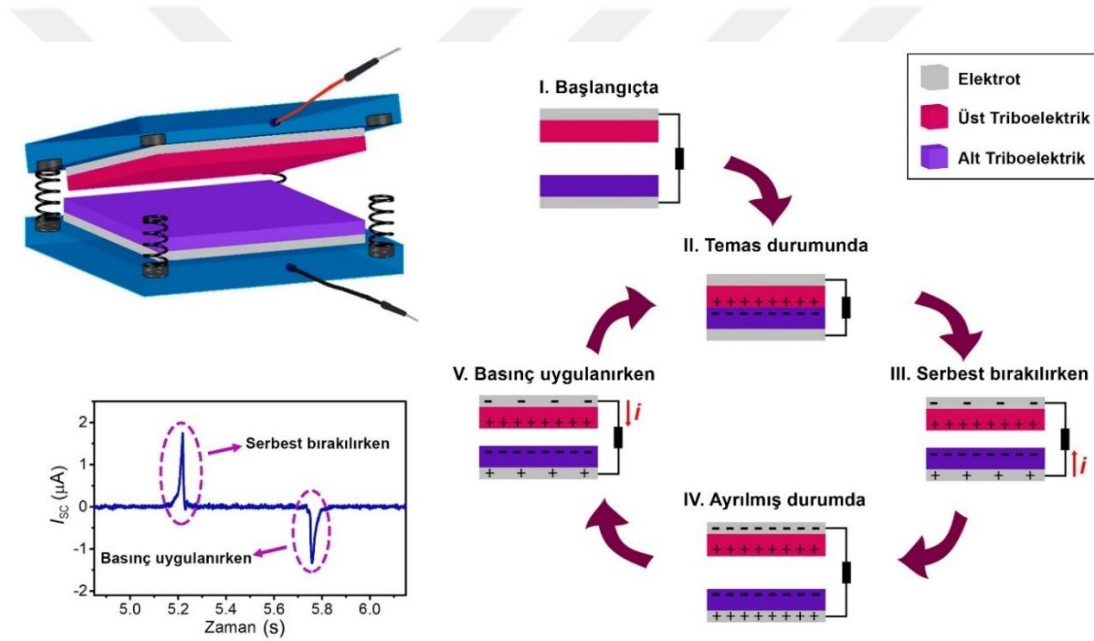 Elektrot
Üst Triboelektrik
Alt Triboelektrik
I. Başlangıçta
II. Temas durumunda
+ + + + + + + +
- - - - - - - -
III. Serbest bırakılırken
- - - -
+ + + + + + + +
- - - - - - - -
+ + + +
i
IV. Ayrılmış durumda
- - - - - - - -
+ + + + + + + +
- - - - - - - -
+ + + + + + + +
V. Basınç uygulanırken
- - - -
+ + + + + + +
- - - - - - - -
+ + + +
i
I_SC (µA)
2
1
0
-1
-2
Serbest bırakılırken
Basınç uygulanırken
5.0 5.2 5.4 5.6 5.8 6.0
Zaman (s)